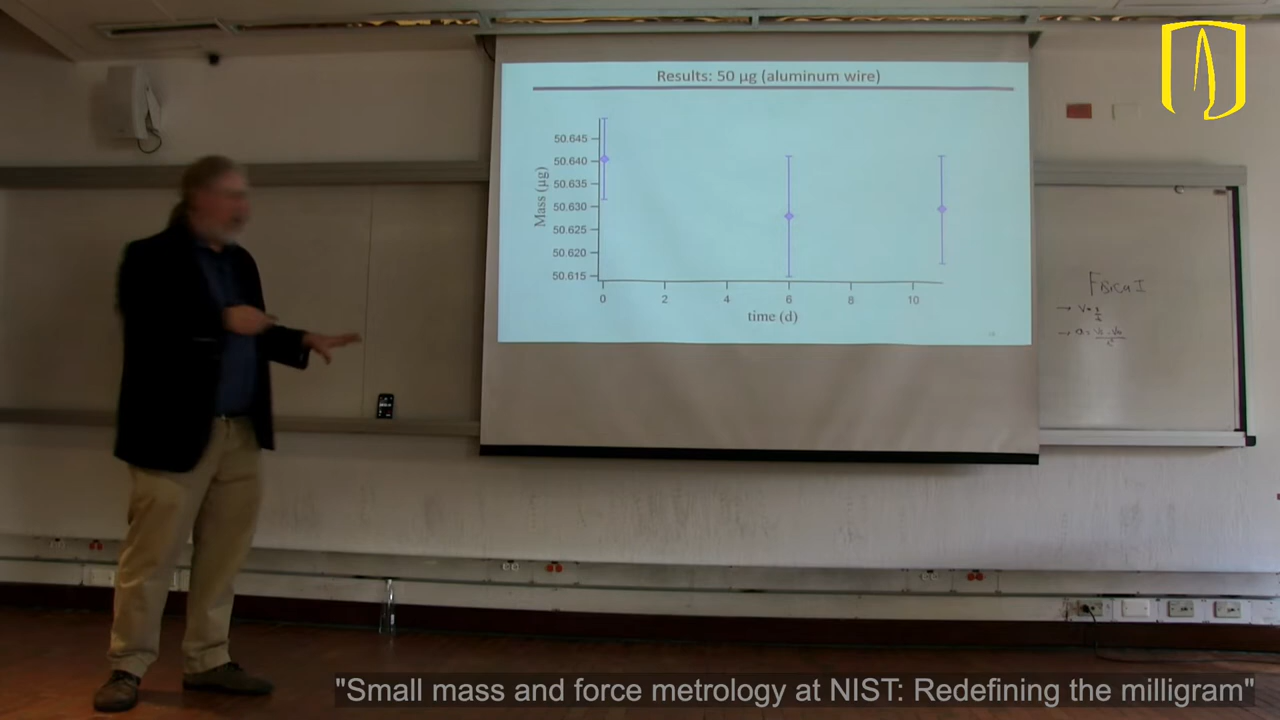 Results: 50 µg (aluminum wire)
50.645
50.640
50.635
50.630
50.625
50.620
50.615
Mass (µg)
0 2 4 6 8 10
time (d)
"Small mass and force metrology at NIST: Redefining the milligram"